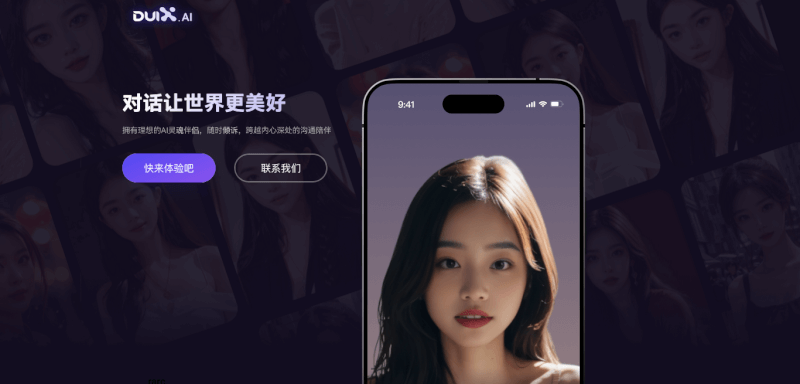 DUIX.AI
对话让世界更美好
拥有理想的AI灵魂伴侣，随时倾诉，跨越内心深处的沟通陪伴
快来体验吧
联系我们
9:41